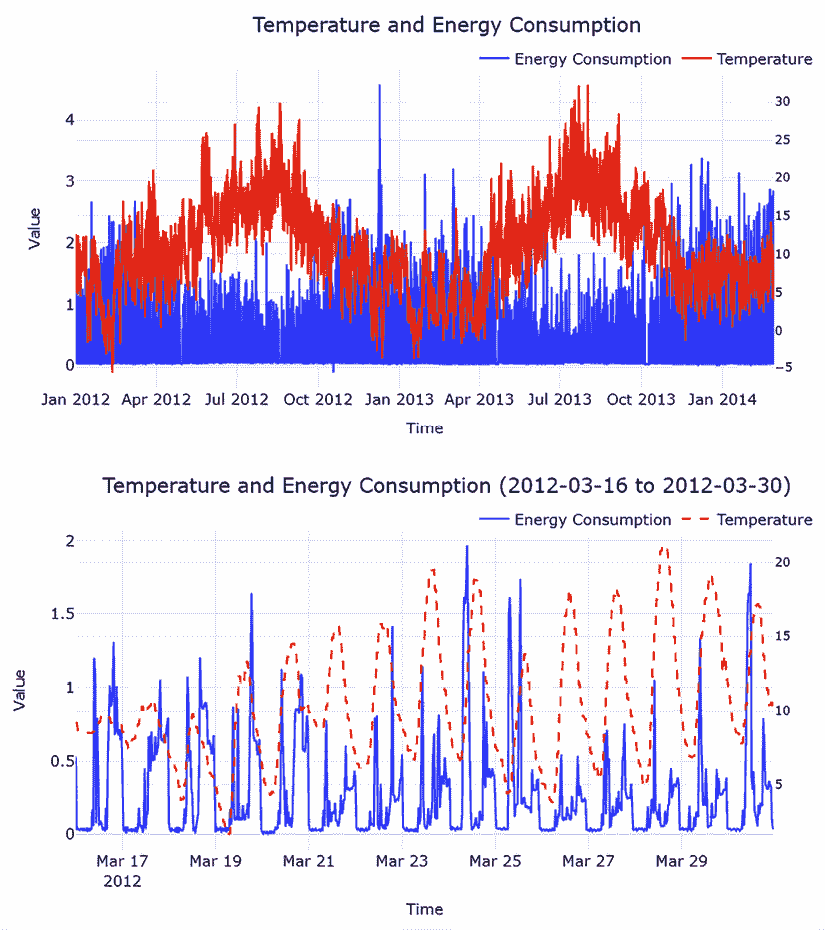 Temperature and Energy Consumption
Energy Consumption Temperature
4
3
2
1
0
Value
30
25
20
15
10
5
0
−5
Jan 2012 Apr 2012 Jul 2012 Oct 2012 Jan 2013 Apr 2013 Jul 2013 Oct 2013 Jan 2014
Time
Temperature and Energy Consumption (2012-03-16 to 2012-03-30)
Energy Consumption Temperature
2
1.5
1
0.5
0
Value
20
15
10
5
Mar 17 Mar 19 Mar 21 Mar 23 Mar 25 Mar 27 Mar 29
2012
Time